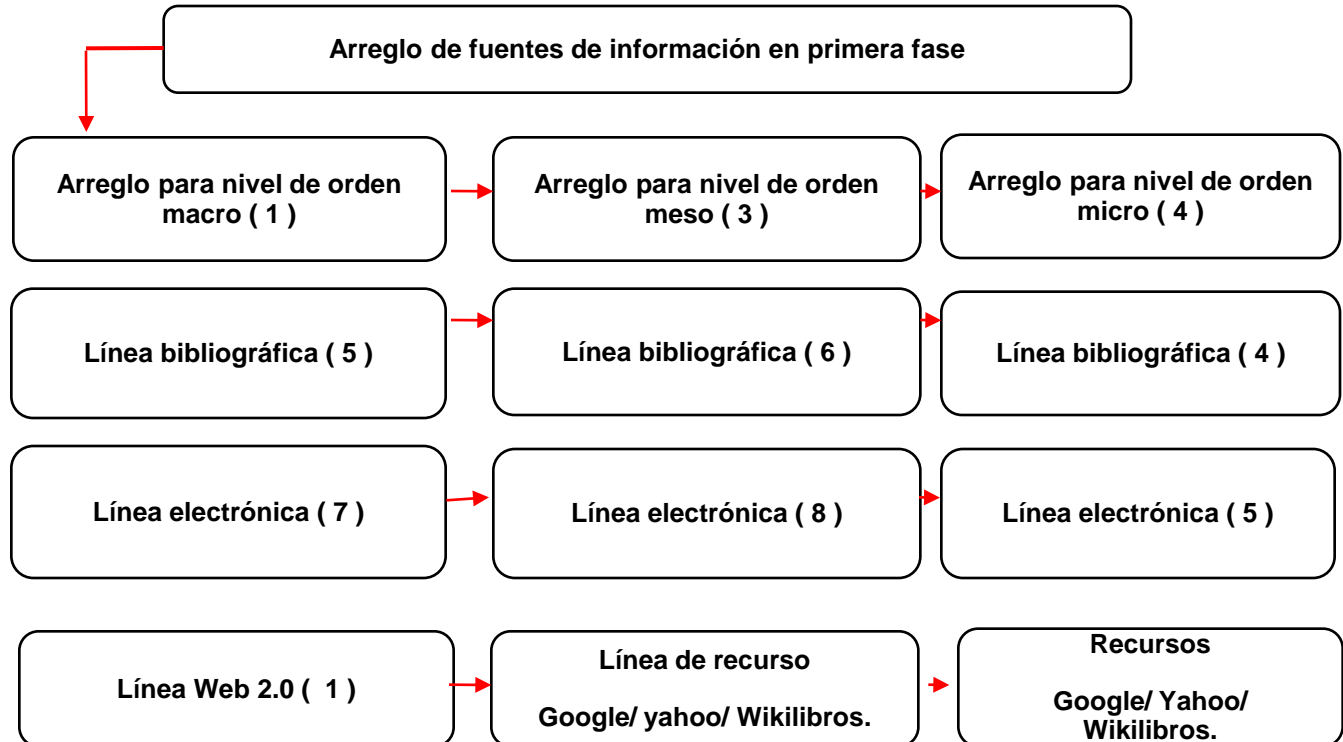 Arreglo de fuentes de información en primera fase
Arreglo para nivel de orden
macro ( 1 )
Arreglo para nivel de orden
meso ( 3 )
Arreglo para nivel de orden
micro ( 4 )
Línea bibliográfica ( 5 )
Línea bibliográfica ( 6 )
Línea bibliográfica ( 4 )
Línea electrónica ( 7 )
Línea electrónica ( 8 )
Línea electrónica ( 5 )
Línea Web 2.0 (  1 )
Línea de recurso
Google/ yahoo/ Wikilibros.
Recursos
Google/ Yahoo/
Wikilibros.